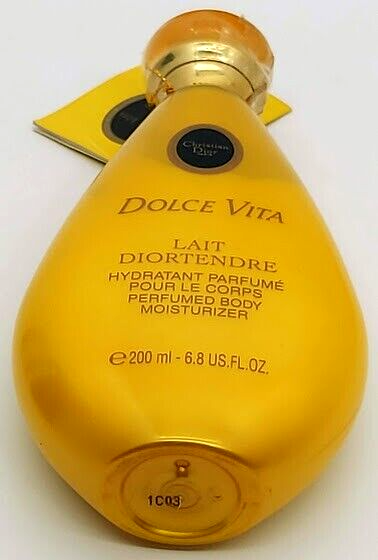 Christian
Dior
DOLCE VITA
LAIT
DIORTENDRE
HYDRATANT PARFUMÉ
POUR LE CORPS
PERFUMED BODY
MOISTURIZER
℮200 ml - 6.8 US.FL.OZ.
1C03